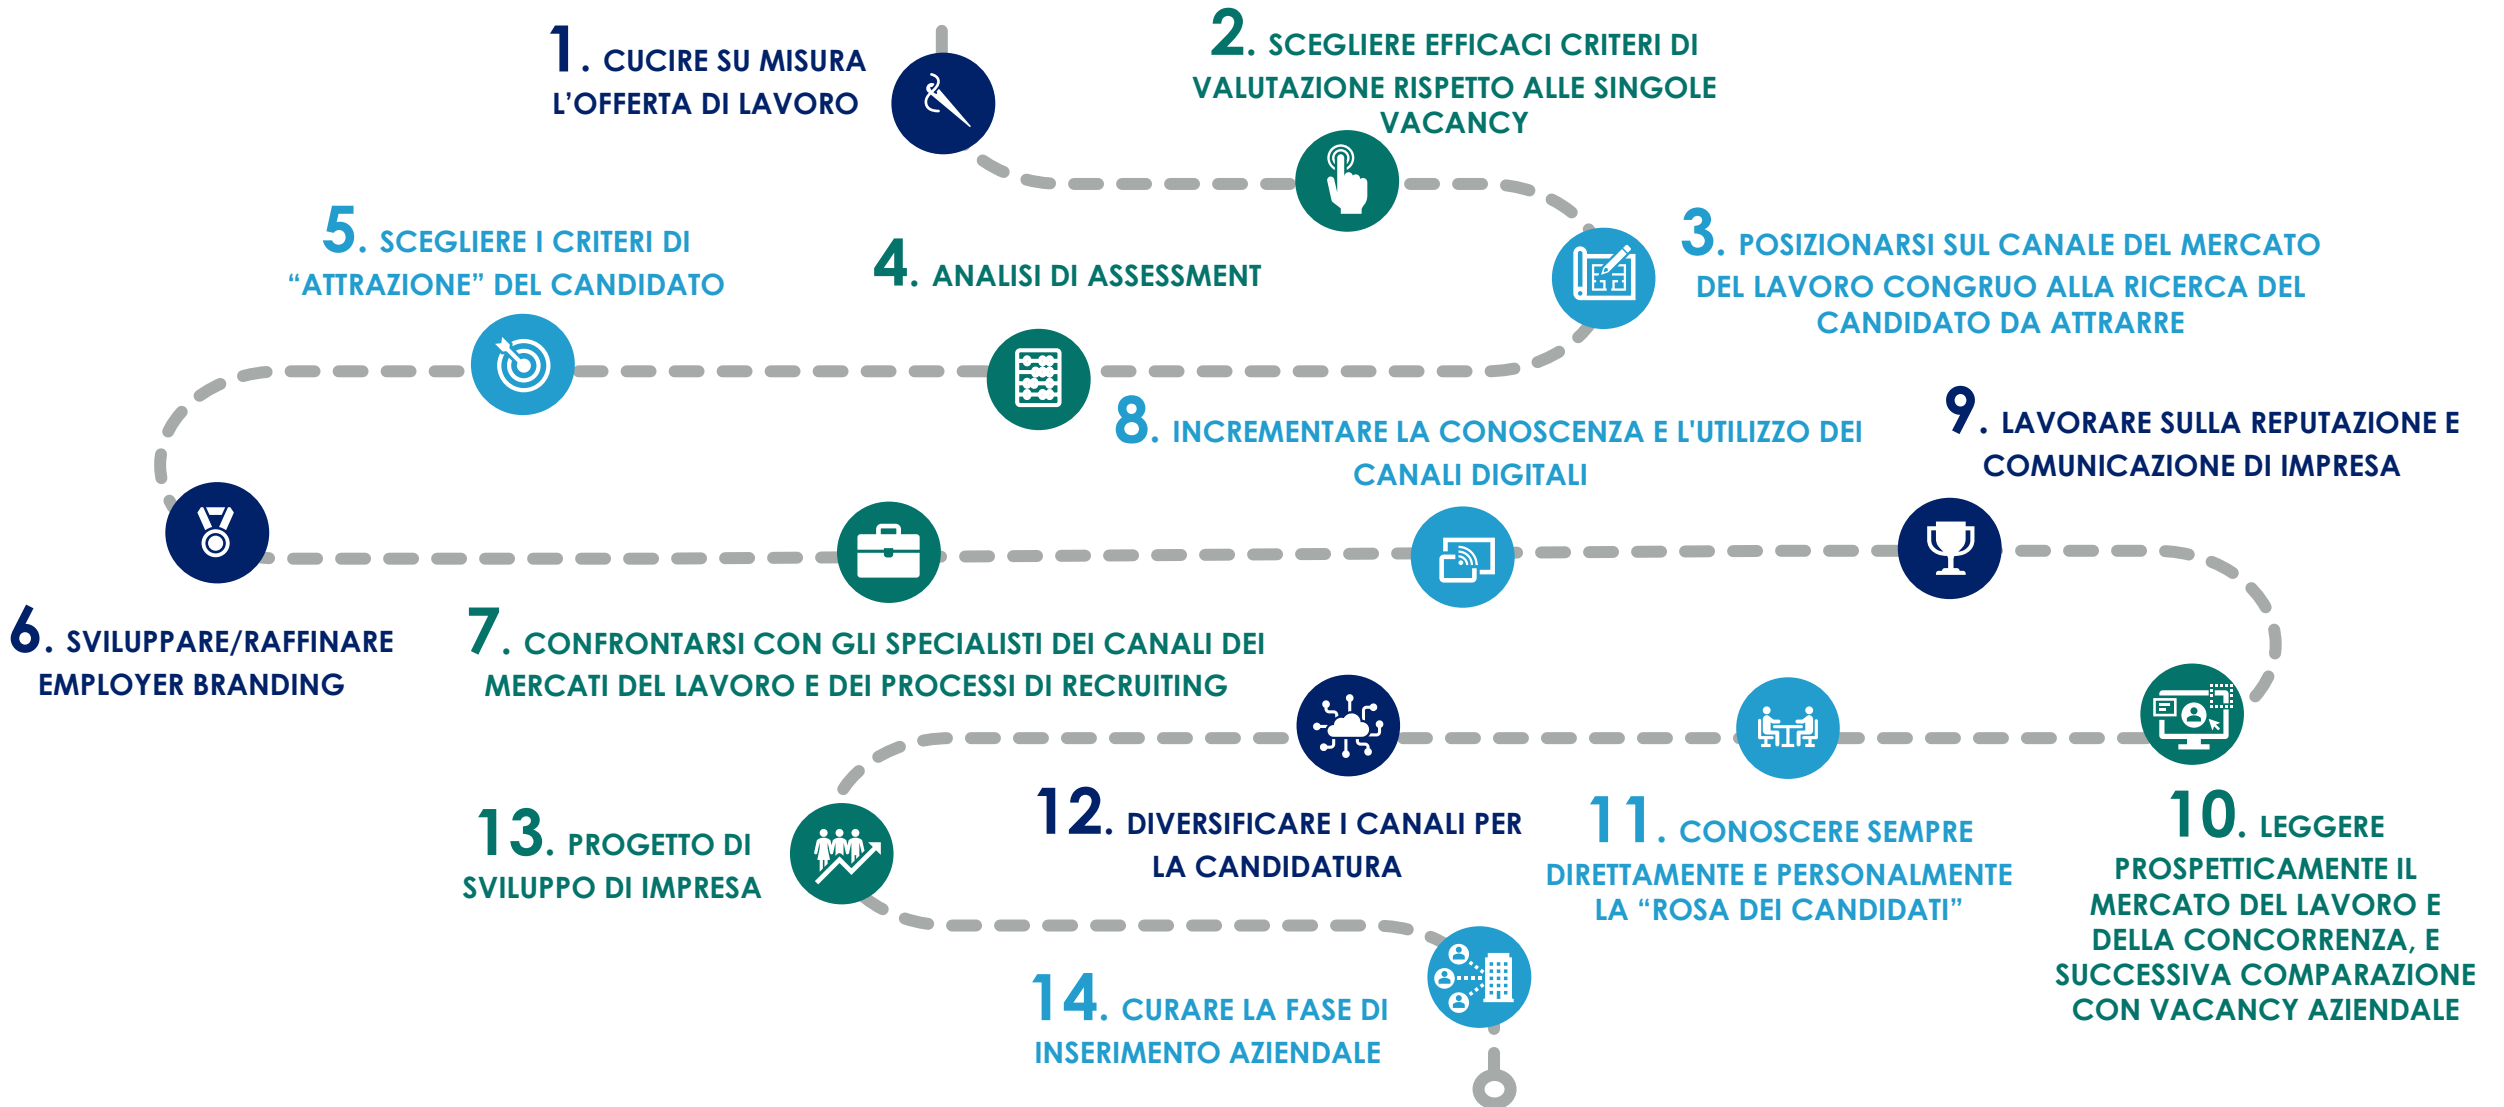 1. CUCIRE SU MISURA
L’OFFERTA DI LAVORO
2. SCEGLIERE EFFICACI CRITERI DI
VALUTAZIONE RISPETTO ALLE SINGOLE
VACANCY
3. POSIZIONARSI SUL CANALE DEL MERCATO
DEL LAVORO CONGRUO ALLA RICERCA DEL
CANDIDATO DA ATTRARRE
4. ANALISI DI ASSESSMENT
5. SCEGLIERE I CRITERI DI
“ATTRAZIONE” DEL CANDIDATO
6. SVILUPPARE/RAFFINARE
EMPLOYER BRANDING
7. CONFRONTARSI CON GLI SPECIALISTI DEI CANALI DEI
MERCATI DEL LAVORO E DEI PROCESSI DI RECRUITING
8. INCREMENTARE LA CONOSCENZA E L'UTILIZZO DEI
CANALI DIGITALI
9. LAVORARE SULLA REPUTAZIONE E
COMUNICAZIONE DI IMPRESA
10. LEGGERE
PROSPETTICAMENTE IL
MERCATO DEL LAVORO E
DELLA CONCORRENZA, E
SUCCESSIVA COMPARAZIONE
CON VACANCY AZIENDALE
11. CONOSCERE SEMPRE
DIRETTAMENTE E PERSONALMENTE
LA “ROSA DEI CANDIDATI”
12. DIVERSIFICARE I CANALI PER
LA CANDIDATURA
13. PROGETTO DI
SVILUPPO DI IMPRESA
14. CURARE LA FASE DI
INSERIMENTO AZIENDALE